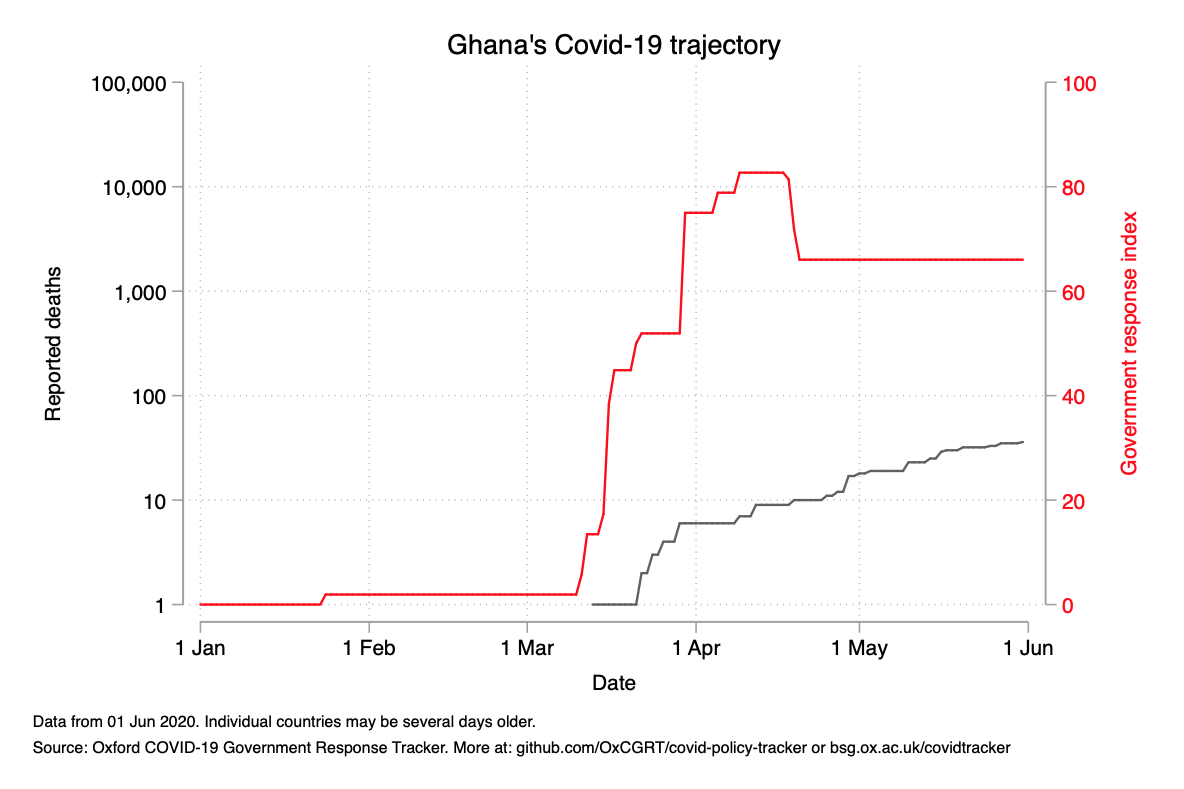 Ghana's Covid-19 trajectory
100,000
10,000
1,000
100
10
1
Reported deaths
100
80
60
40
20
0
Government response index
1 Jan 1 Feb 1 Mar 1 Apr 1 May 1 Jun
Date
Data from 01 Jun 2020. Individual countries may be several days older.
Source: Oxford COVID-19 Government Response Tracker. More at: github.com/OxCGRT/covid-policy-tracker or bsg.ox.ac.uk/covidtracker